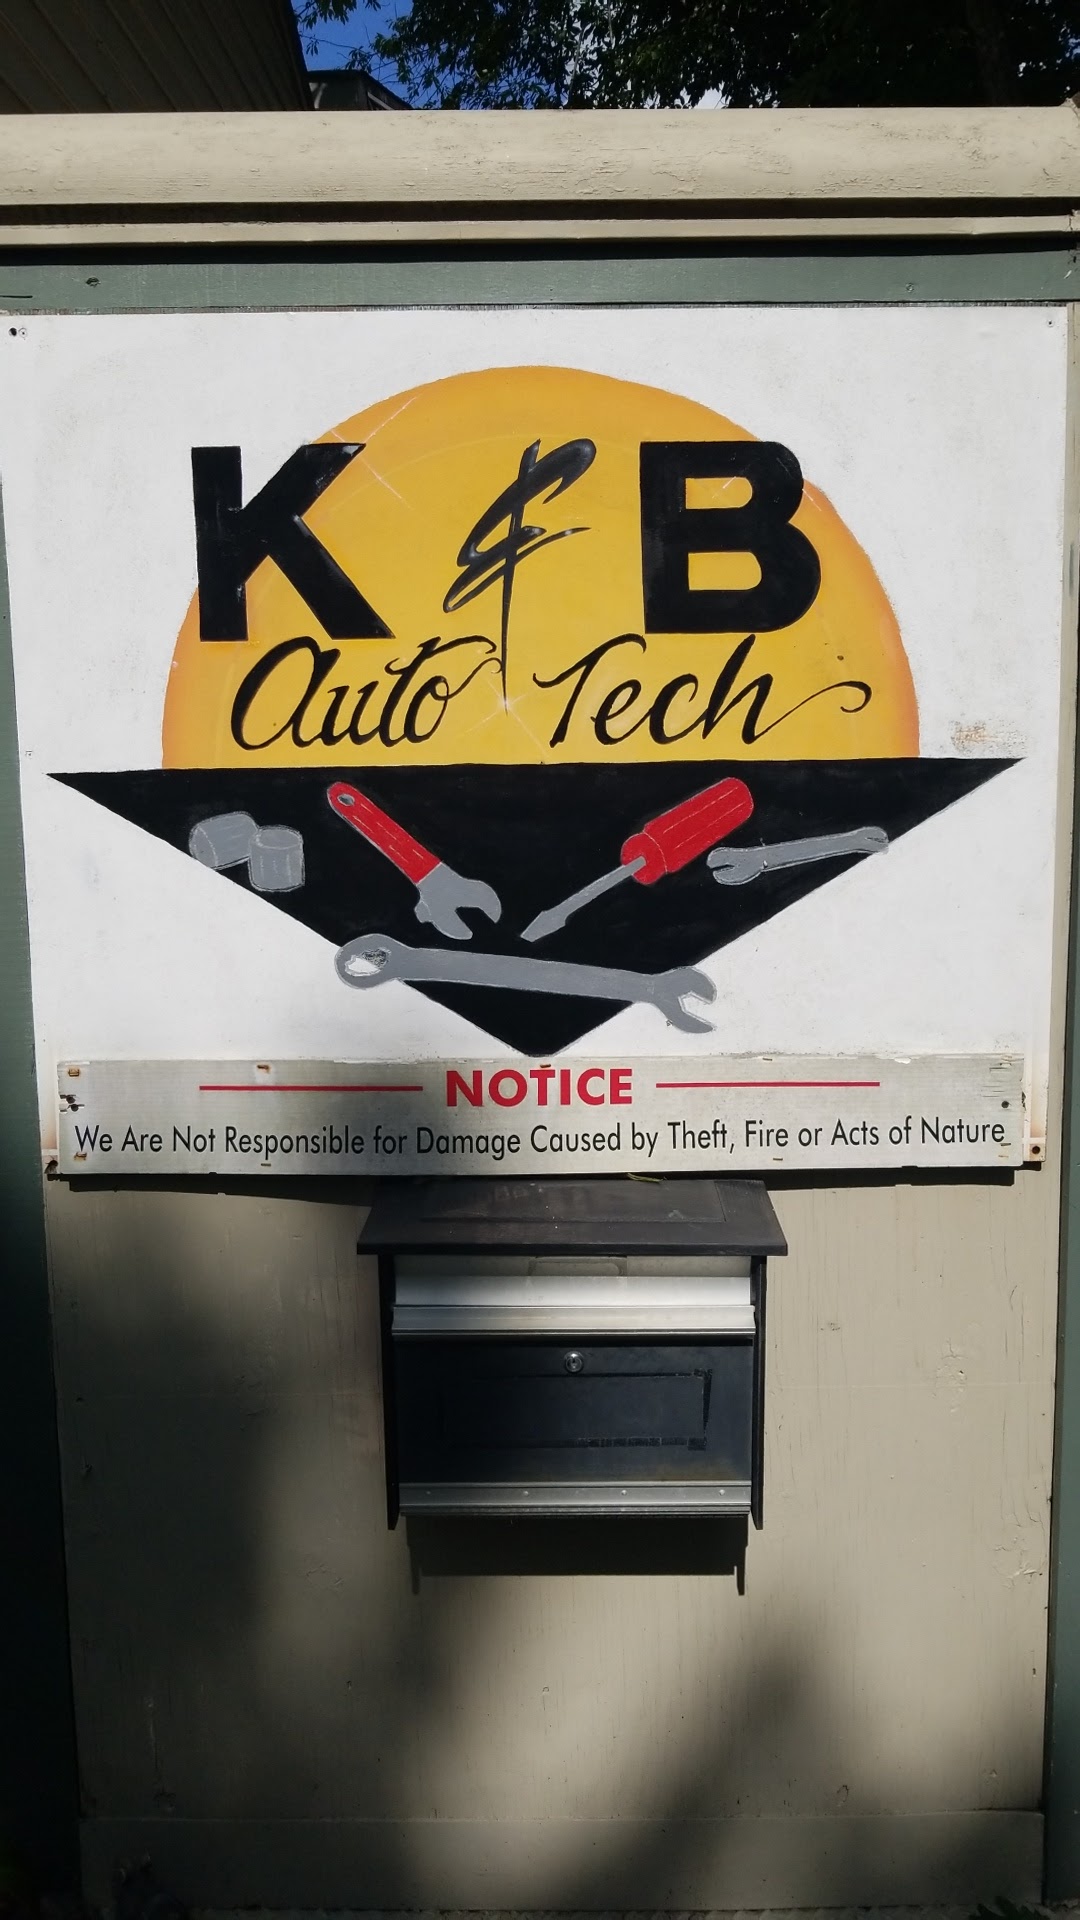 K & B
Auto Tech
NOTICE
We Are Not Responsible for Damage Caused by Theft, Fire or Acts of Nature